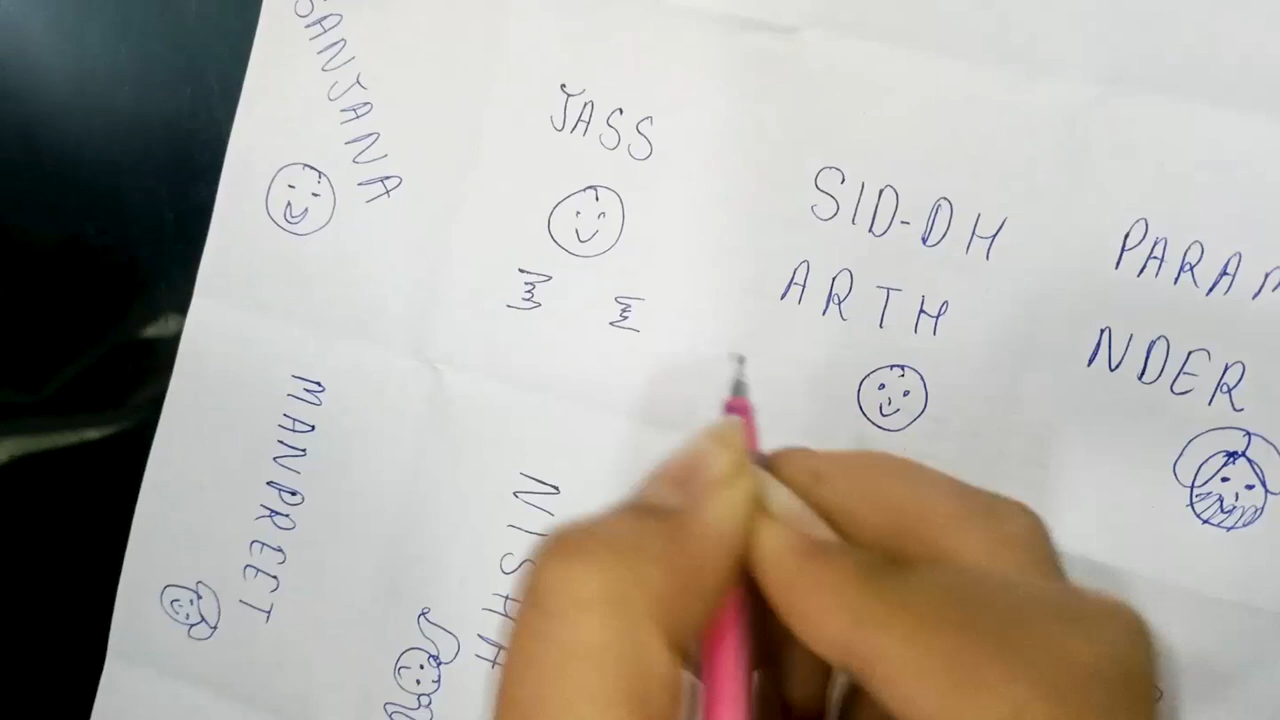 SANJANA
JASS
SID-DH
ARTH
PARAM
NDER
MANPREET
NISHA